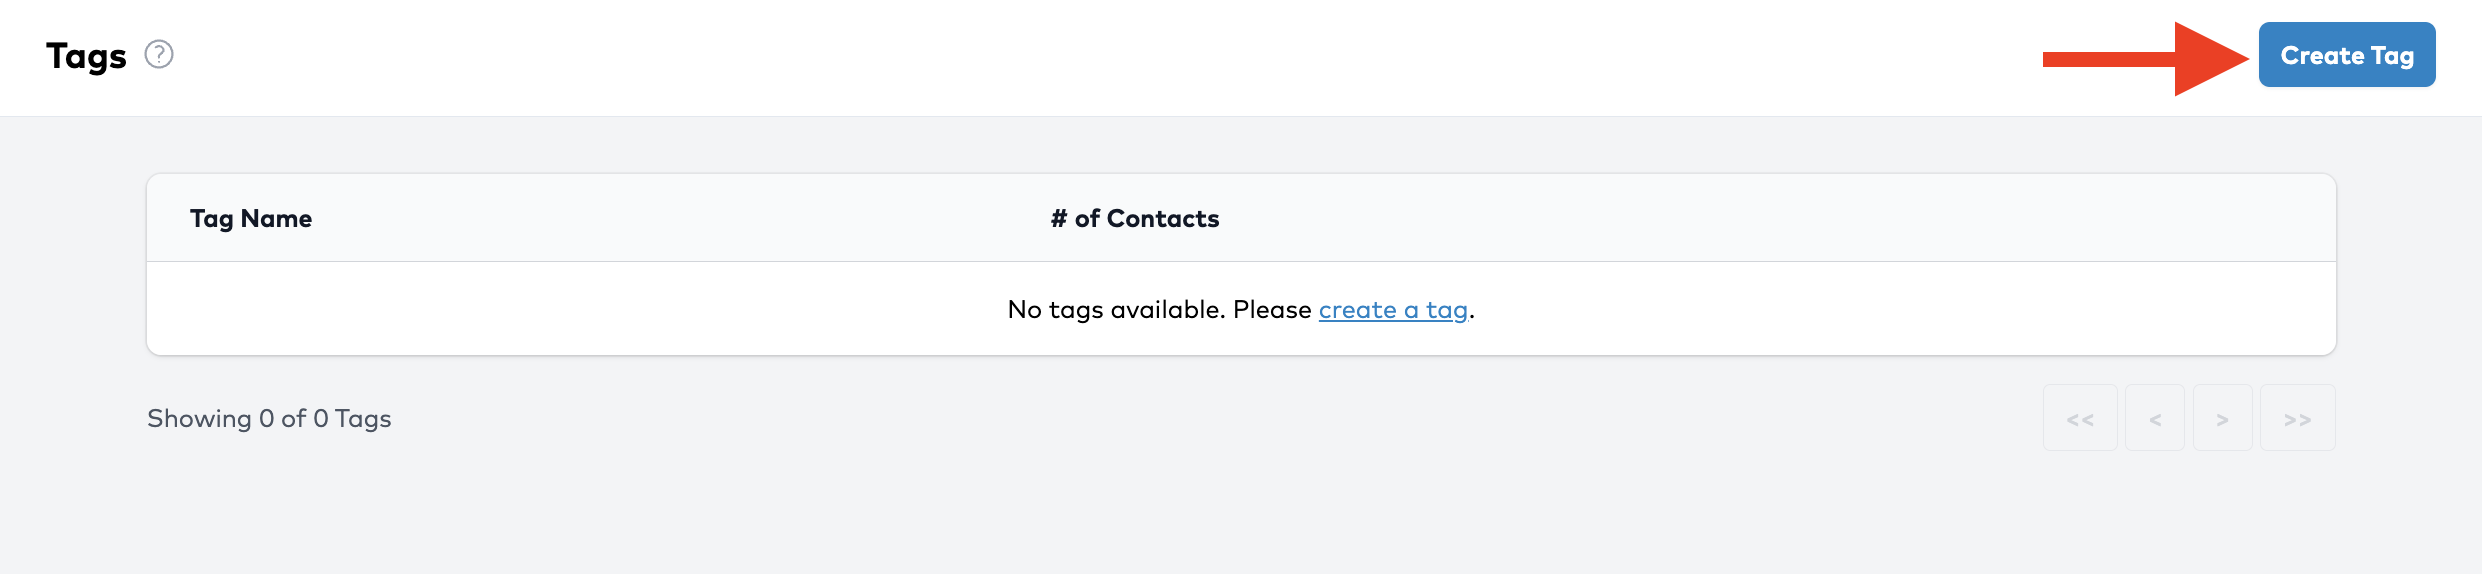 Tags ?
Create Tag
Tag Name # of Contacts
No tags available. Please create a tag.
Showing 0 of 0 Tags
<< < > >>